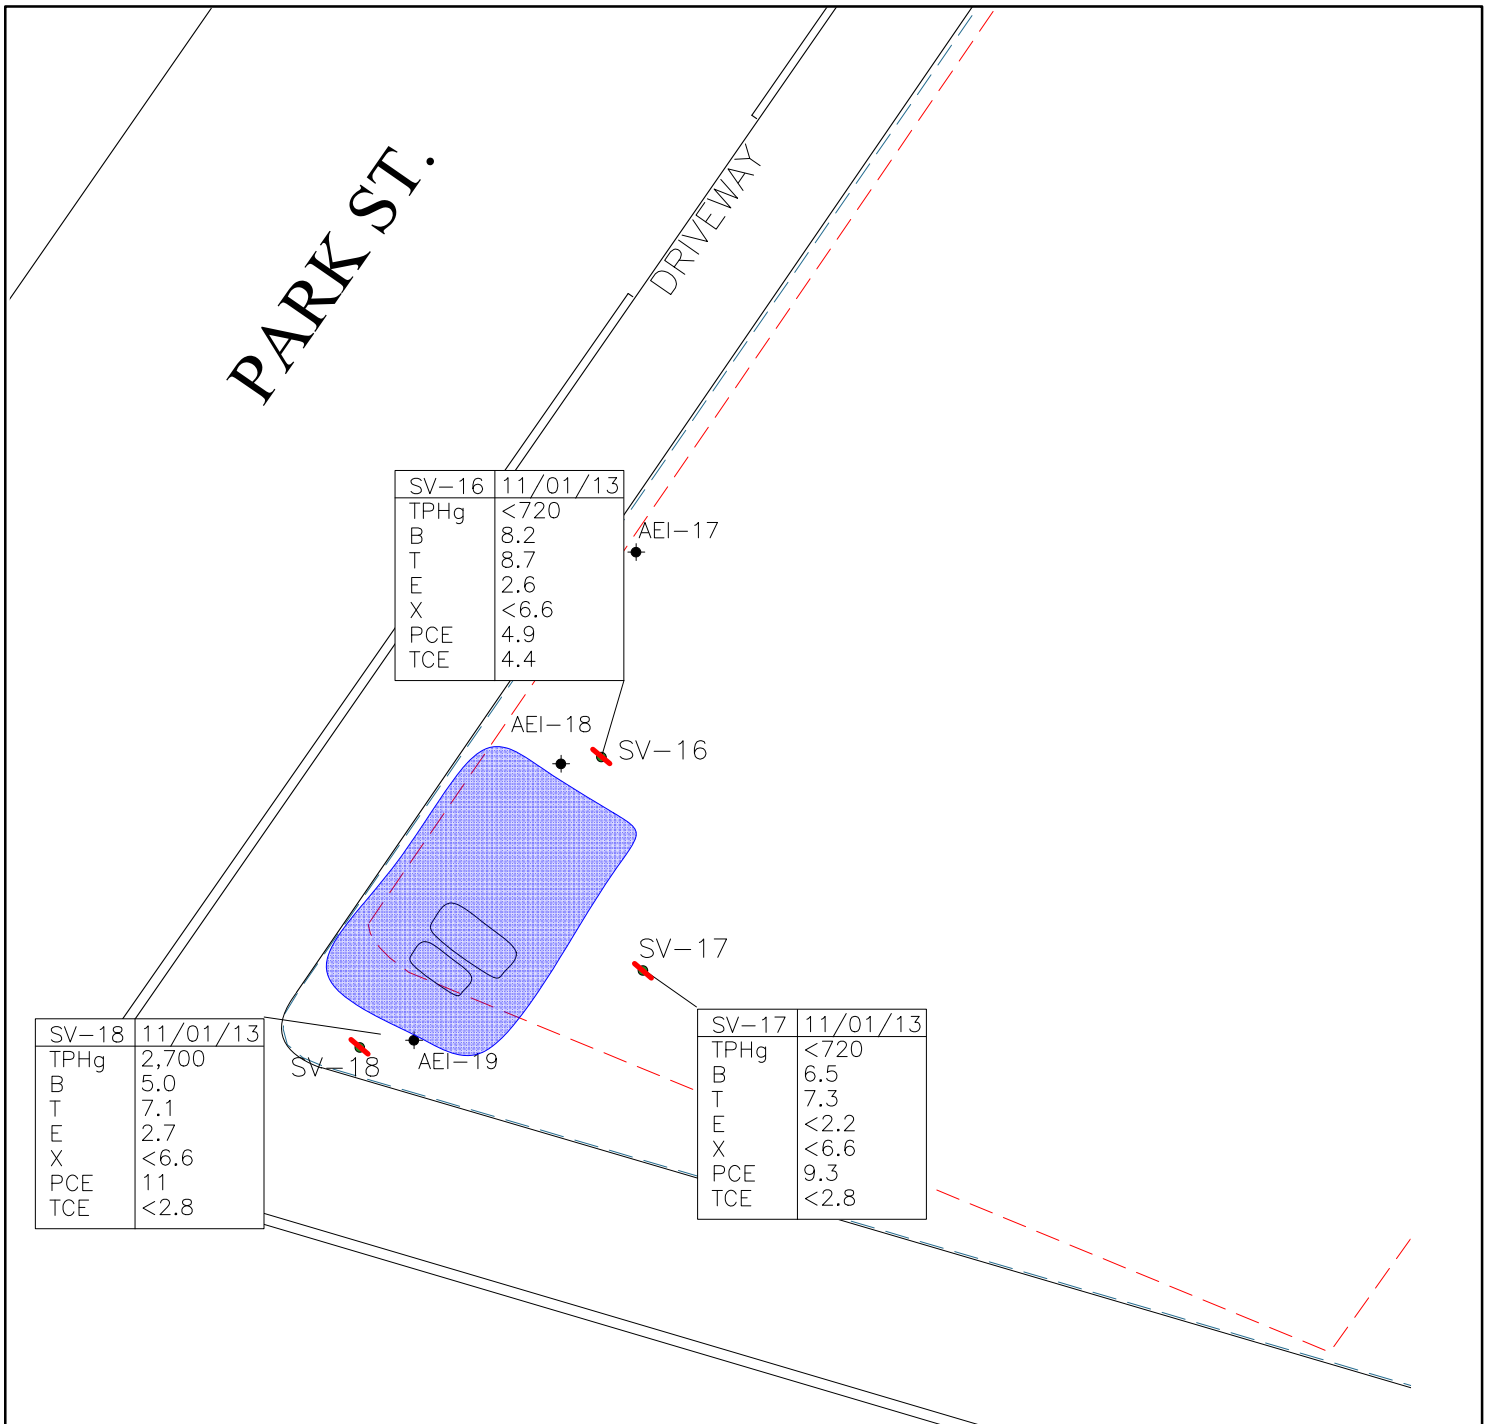 PARK ST.
DRIVEWAY
SV-16 11/01/13
TPHg <720
B 8.2
T 8.7
E 2.6
X <6.6
PCE 4.9
TCE 4.4
AEI-17
AEI-18
SV-16
SV-17
SV-18 11/01/13
TPHg 2,700
B 5.0
T 7.1
E 2.7
X <6.6
PCE 11
TCE <2.8
SV-18
AEI-19
SV-17 11/01/13
TPHg <720
B 6.5
T 7.3
E <2.2
X <6.6
PCE 9.3
TCE <2.8